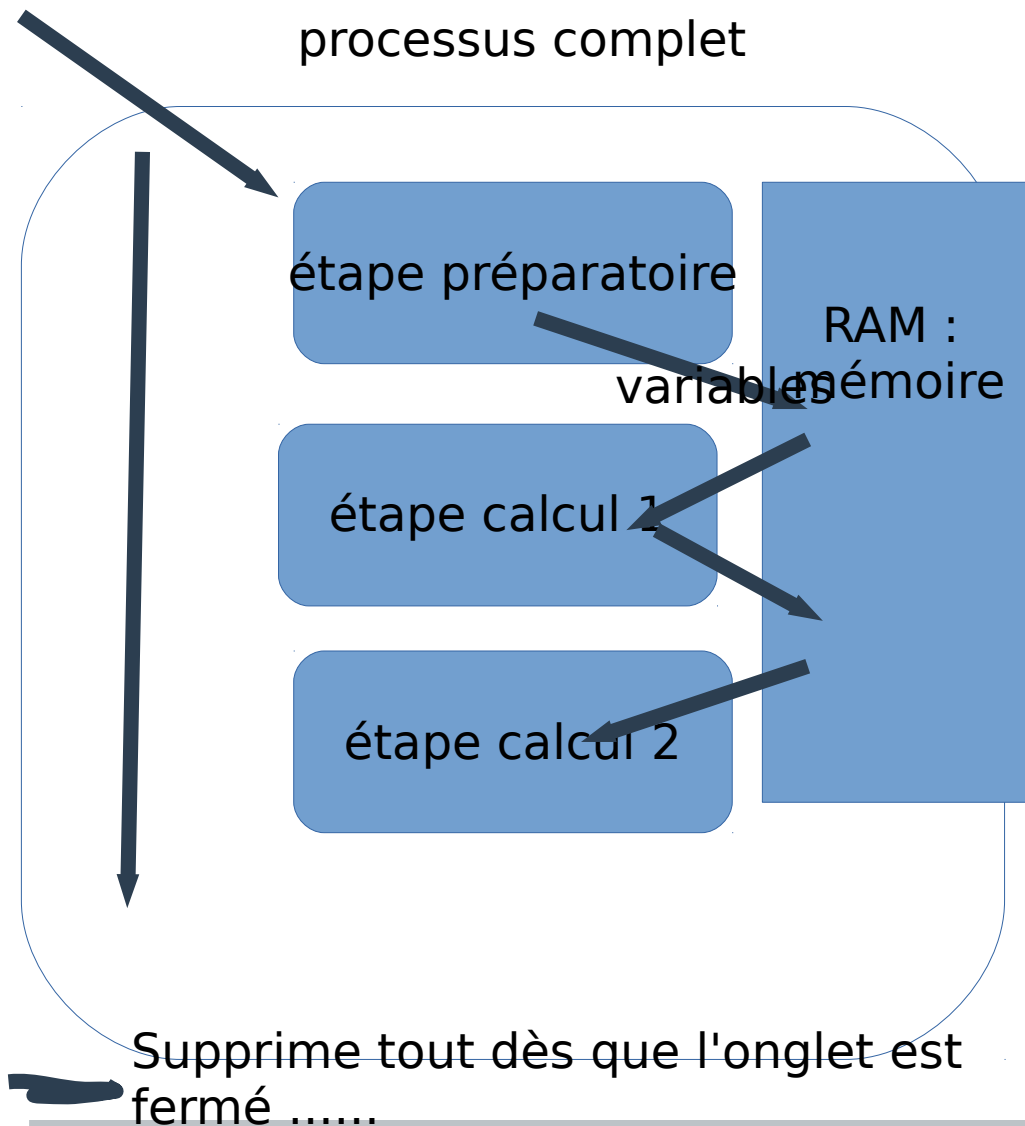 processus complet
étape préparatoire
RAM :
mémoire
variables
étape calcul 1
étape calcul 2
Supprime tout dès que l'onglet est
fermé ......